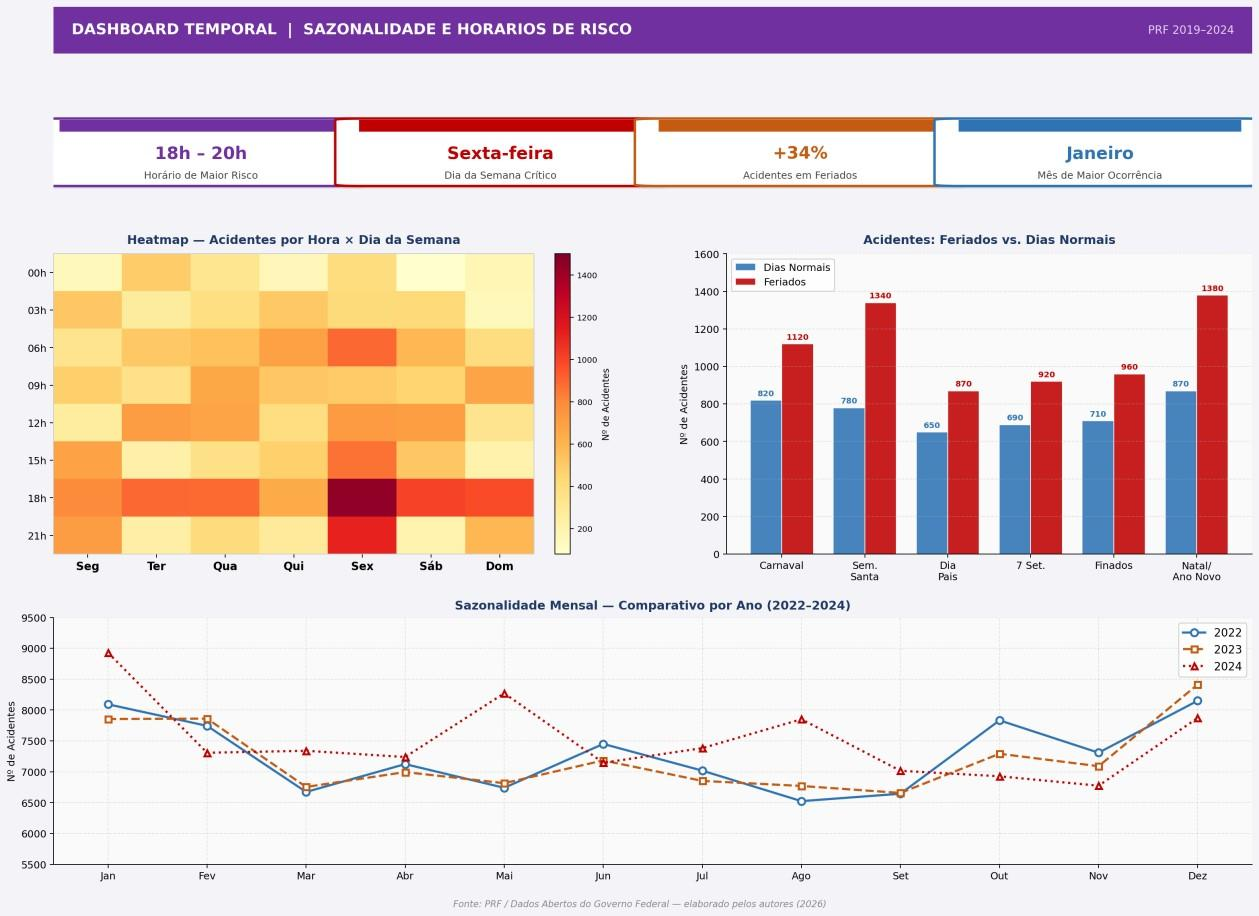 DASHBOARD TEMPORAL | SAZONALIDADE E HORARIOS DE RISCO
PRF 2019–2024
18h – 20h
Horário de Maior Risco
Sexta-feira
Dia da Semana Crítico
+34%
Acidentes em Feriados
Janeiro
Mês de Maior Ocorrência
Heatmap — Acidentes por Hora × Dia da Semana
00h
03h
06h
09h
12h
15h
18h
21h
Seg Ter Qua Qui Sex Sáb Dom
1400
1200
1000
800
600
400
200
Nº de Acidentes
Acidentes: Feriados vs. Dias Normais
Dias Normais
Feriados
Nº de Acidentes
1600
1400
1200
1000
800
600
400
200
0
820 1120
780 1340
650 870
690 920
710 960
870 1380
Carnaval
Sem.
Santa
Dia
Pais
7 Set.
Finados
Natal/
Ano Novo
Sazonalidade Mensal — Comparativo por Ano (2022–2024)
Nº de Acidentes
9500
9000
8500
8000
7500
7000
6500
6000
5500
2022
2023
2024
Jan Fev Mar Abr Mai Jun Jul Ago Set Out Nov Dez
Fonte: PRF / Dados Abertos do Governo Federal — elaborado pelos autores (2026)